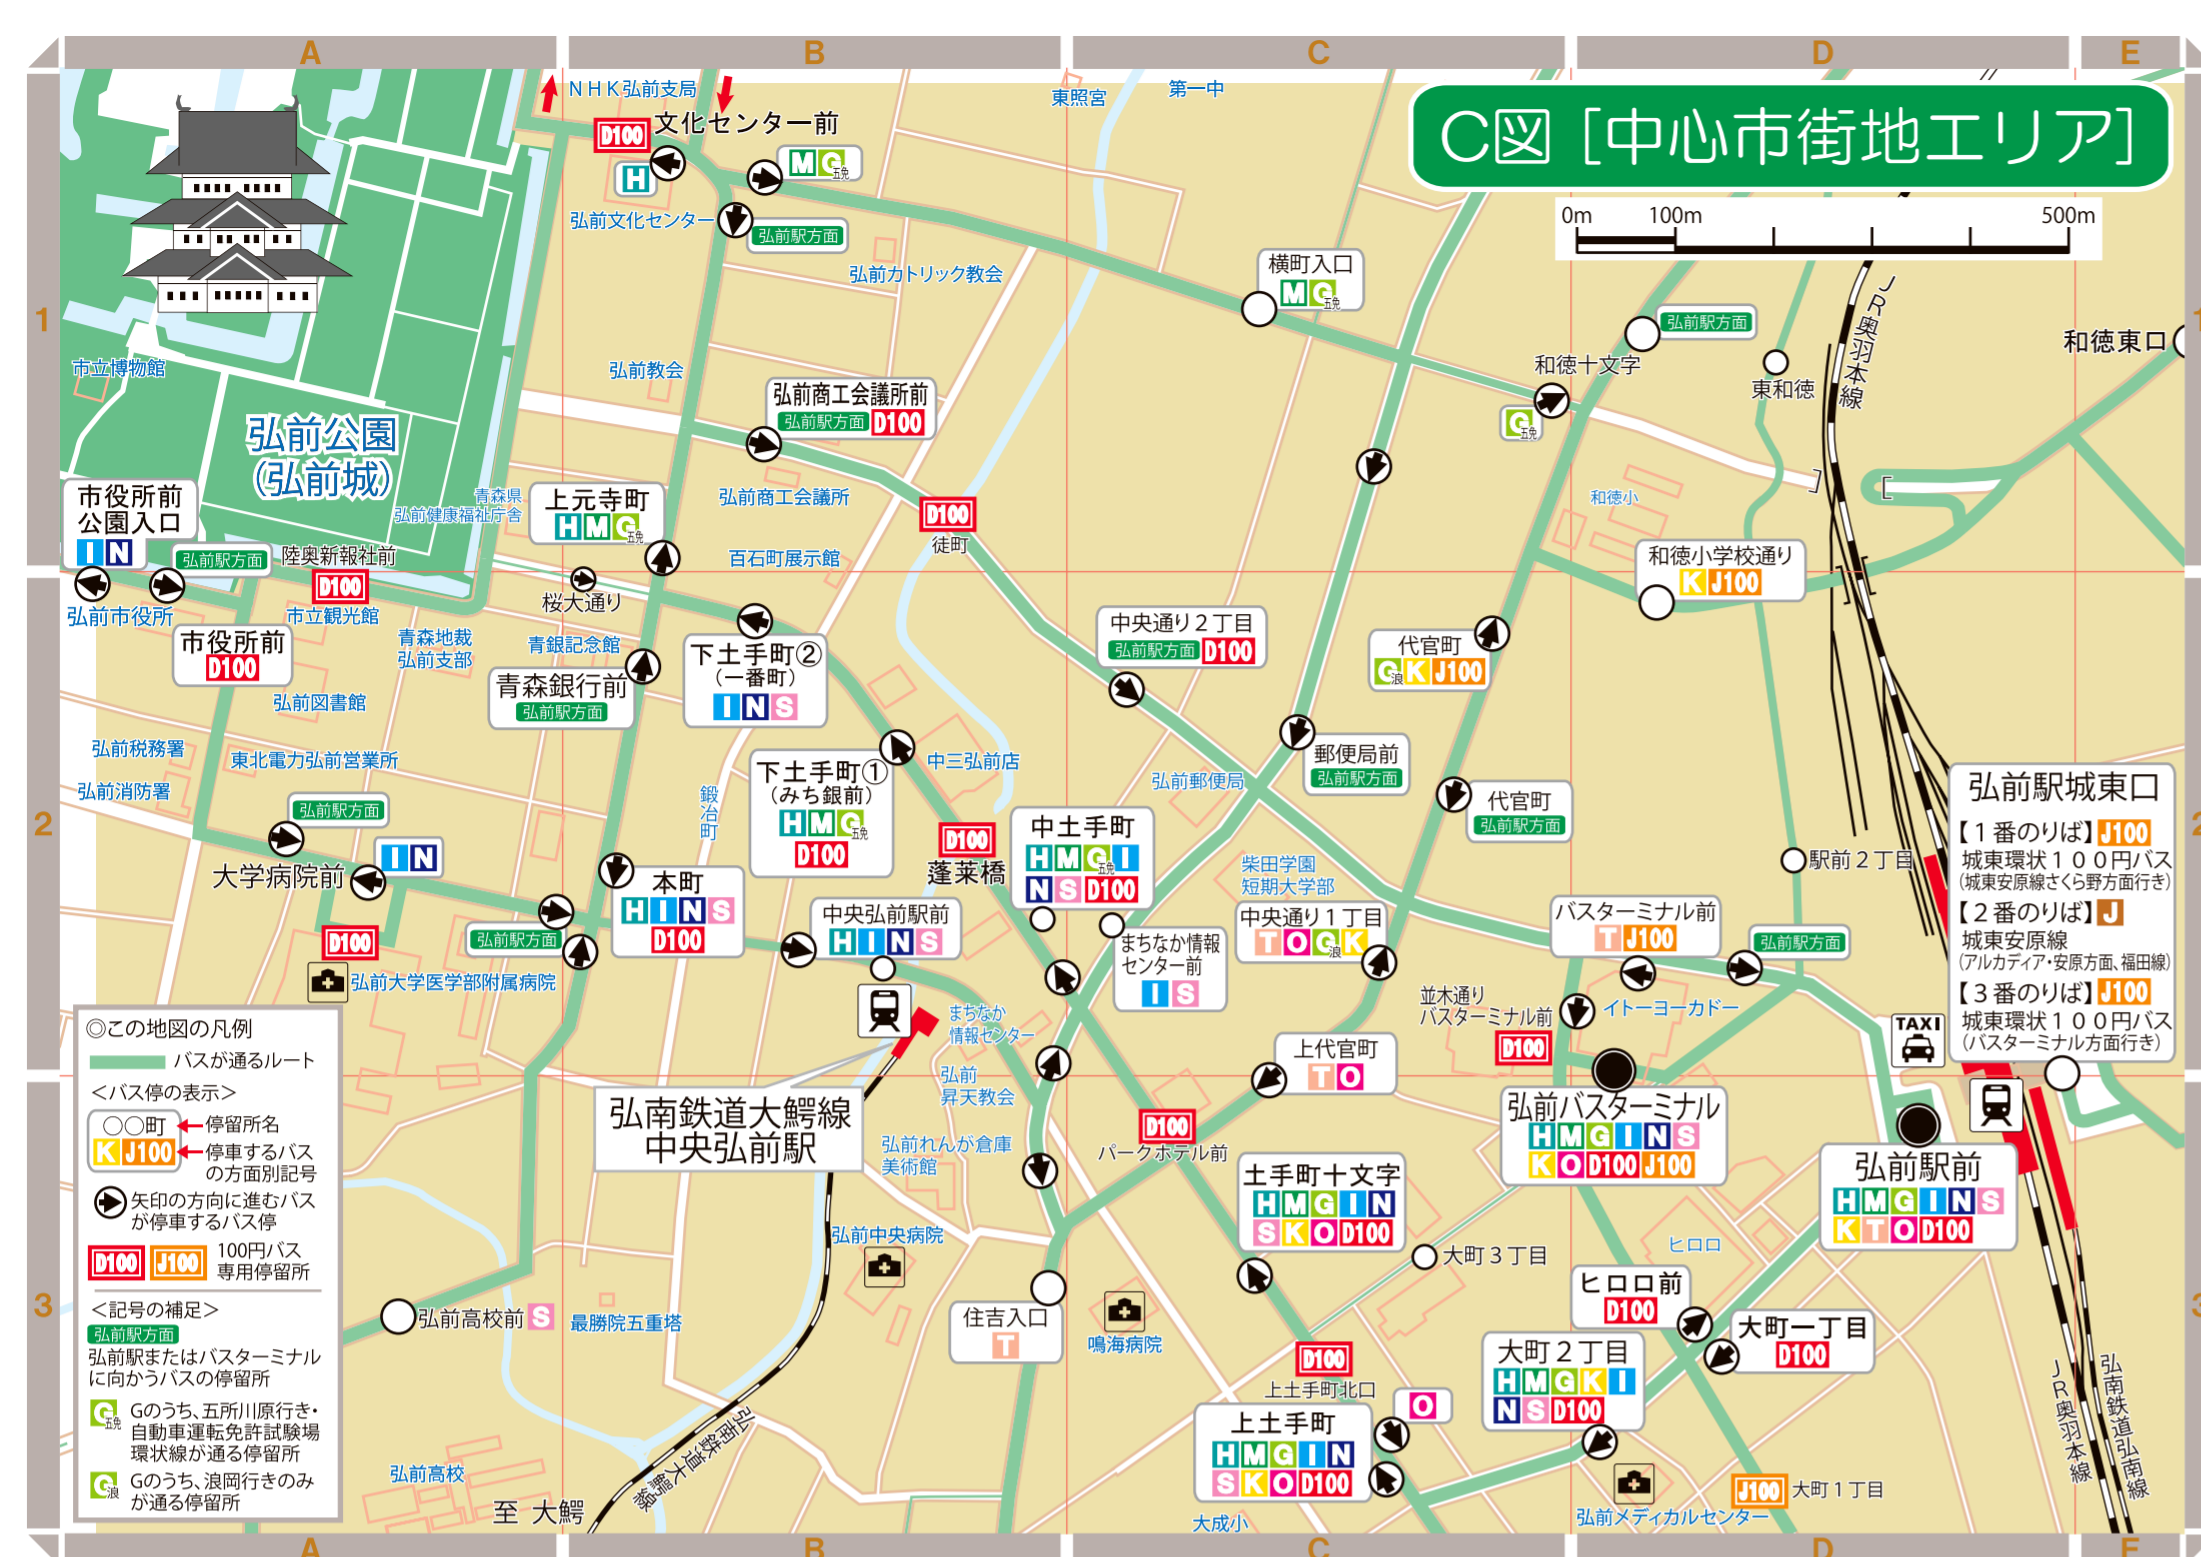 A
B
C
D
E
C図［中心市街地エリア］
0m 100m 500m
1
1
2
2
3
3
NHK弘前支局
D100 文化センター前
H
M G五免
弘前文化センター
弘前駅方面
東照宮
第一中
弘前カトリック教会
横町入口
M G五免
弘前駅方面
和徳十文字
G五免
東和徳
JR奥羽本線
和徳東口
市立博物館
弘前公園
（弘前城）
弘前教会
弘前商工会議所前
弘前駅方面 D100
弘前商工会議所
D100
徒町
和徳小
和徳小学校通り
K J100
市役所前
公園入口
I N
弘前駅方面
陸奥新報社前
D100
弘前市役所
市立観光館
青森県
弘前健康福祉庁舎
上元寺町
H M G五免
百石町展示館
桜大通り
市役所前
D100
青森地裁
弘前支部
青銀記念館
青森銀行前
弘前駅方面
下土手町②
（一番町）
I N S
中央通り２丁目
弘前駅方面 D100
代官町
G浪 K J100
弘前図書館
弘前税務署
東北電力弘前営業所
弘前消防署
鍛冶町
下土手町①
（みち銀前）
H M G五免
D100
中三弘前店
弘前郵便局
郵便局前
弘前駅方面
代官町
弘前駅方面
弘前駅方面
大学病院前
I N
D100
弘前大学医学部附属病院
弘前駅方面
本町
H I N S
D100
中央弘前駅前
H I N S
D100
蓬莱橋
中土手町
H M G五免 I
N S D100
まちなか情報
センター前
I S
柴田学園
短期大学部
中央通り１丁目
T O G浪 K
駅前２丁目
バスターミナル前
T J100
弘前駅方面
並木通り
バスターミナル前
D100
イトーヨーカドー
弘前駅城東口
【１番のりば】J100
城東環状１００円バス
（城東安原線さくら野方面行き）
【２番のりば】J
城東安原線
（アルカディア・安原方面、福田線）
【３番のりば】J100
城東環状１００円バス
（バスターミナル方面行き）
TAXI
まちなか
情報センター
弘前
昇天教会
弘南鉄道大鰐線
中央弘前駅
弘前れんが倉庫
美術館
上代官町
T O
D100
パークホテル前
弘前バスターミナル
H M G I N S
K O D100 J100
弘前駅前
H M G I N S
K T O D100
土手町十文字
H M G I N
S K O D100
大町３丁目
ヒロロ
ヒロロ前
D100
大町一丁目
D100
大町２丁目
H M G K I
N S D100
弘前中央病院
住吉入口
T
鳴海病院
D100
上土手町北口
O
上土手町
H M G I N
S K O D100
大成小
弘前メディカルセンター
J100 大町１丁目
JR奥羽本線
弘南鉄道弘南線
弘前高校前 S
最勝院五重塔
弘南鉄道大鰐線
弘前高校
至 大鰐
◎この地図の凡例
バスが通るルート
＜バス停の表示＞
○○町 停留所名
K J100 停車するバス
の方面別記号
矢印の方向に進むバス
が停車するバス停
D100 J100 100円バス
専用停留所
＜記号の補足＞
弘前駅方面
弘前駅またはバスターミナル
に向かうバスの停留所
G五免 Gのうち、五所川原行き・
自動車運転免許試験場
環状線が通る停留所
G浪 Gのうち、浪岡行きのみ
が通る停留所
A
B
C
D
E